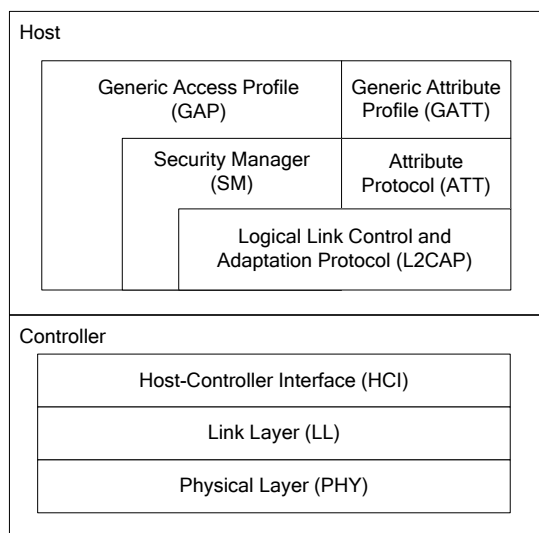 Host
Generic Access Profile
(GAP)
Generic Attribute
Profile (GATT)
Security Manager
(SM)
Attribute
Protocol (ATT)
Logical Link Control and
Adaptation Protocol (L2CAP)
Controller
Host-Controller Interface (HCI)
Link Layer (LL)
Physical Layer (PHY)